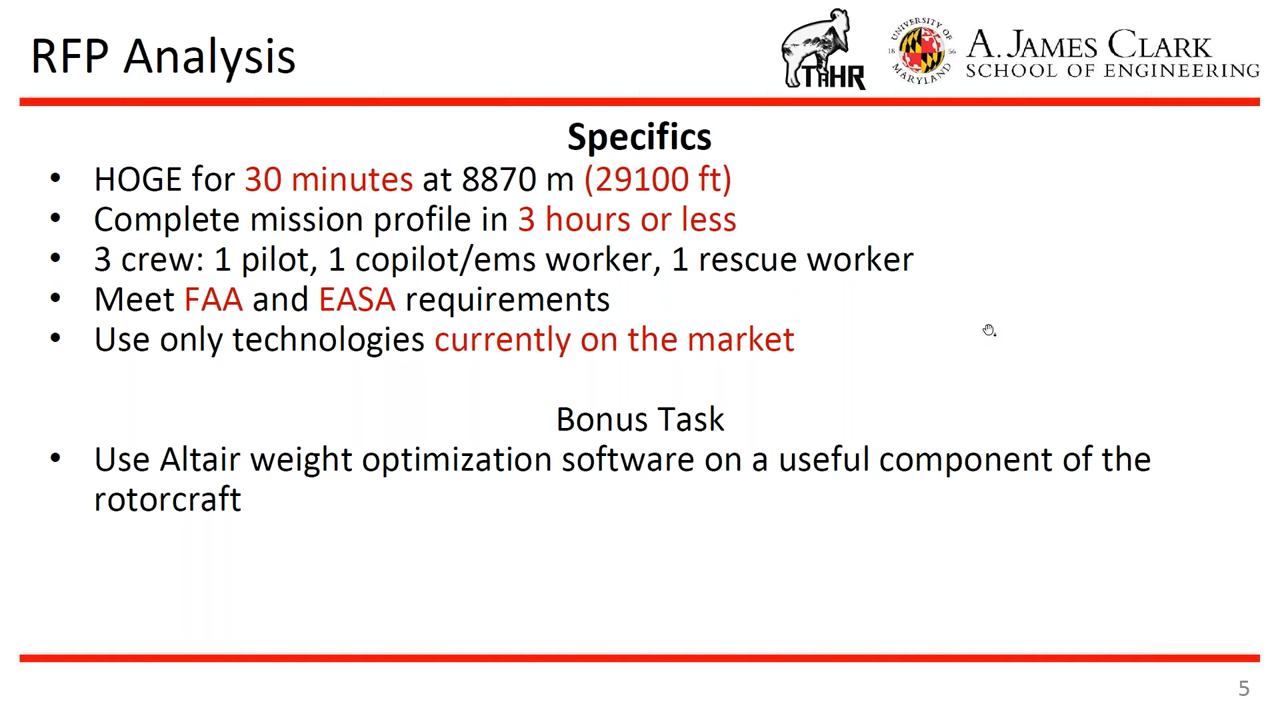 RFP Analysis
TAHR
UNIVERSITY OF
18 56
MARYLAND
A. JAMES CLARK
SCHOOL OF ENGINEERING
Specifics
• HOGE for 30 minutes at 8870 m (29100 ft)
• Complete mission profile in 3 hours or less
• 3 crew: 1 pilot, 1 copilot/ems worker, 1 rescue worker
• Meet FAA and EASA requirements
• Use only technologies currently on the market
Bonus Task
• Use Altair weight optimization software on a useful component of the
rotorcraft
5